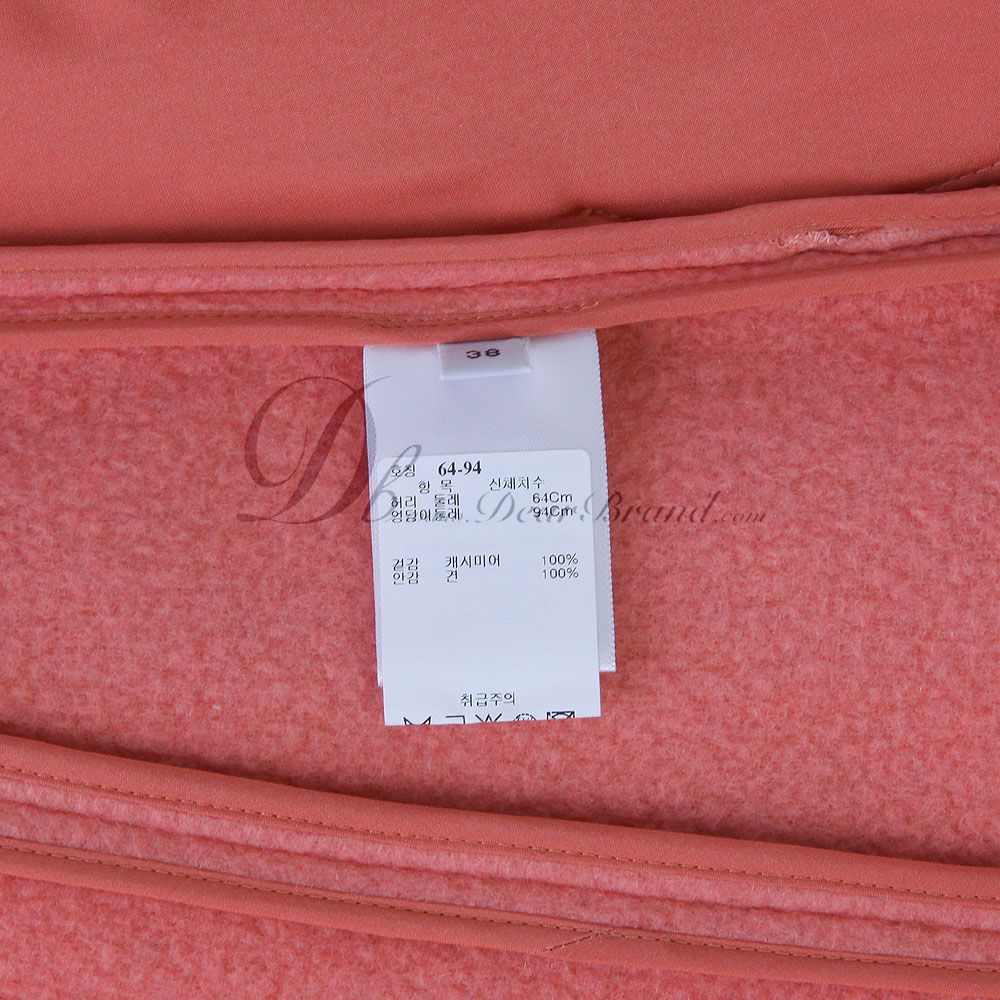 38
호칭 64-94
항 목 신체치수
허리 둘레 64Cm
엉덩이둘레 94Cm
Db
Dear Brand.com
겉감 캐시미어 100%
안감 견 100%
취급주의